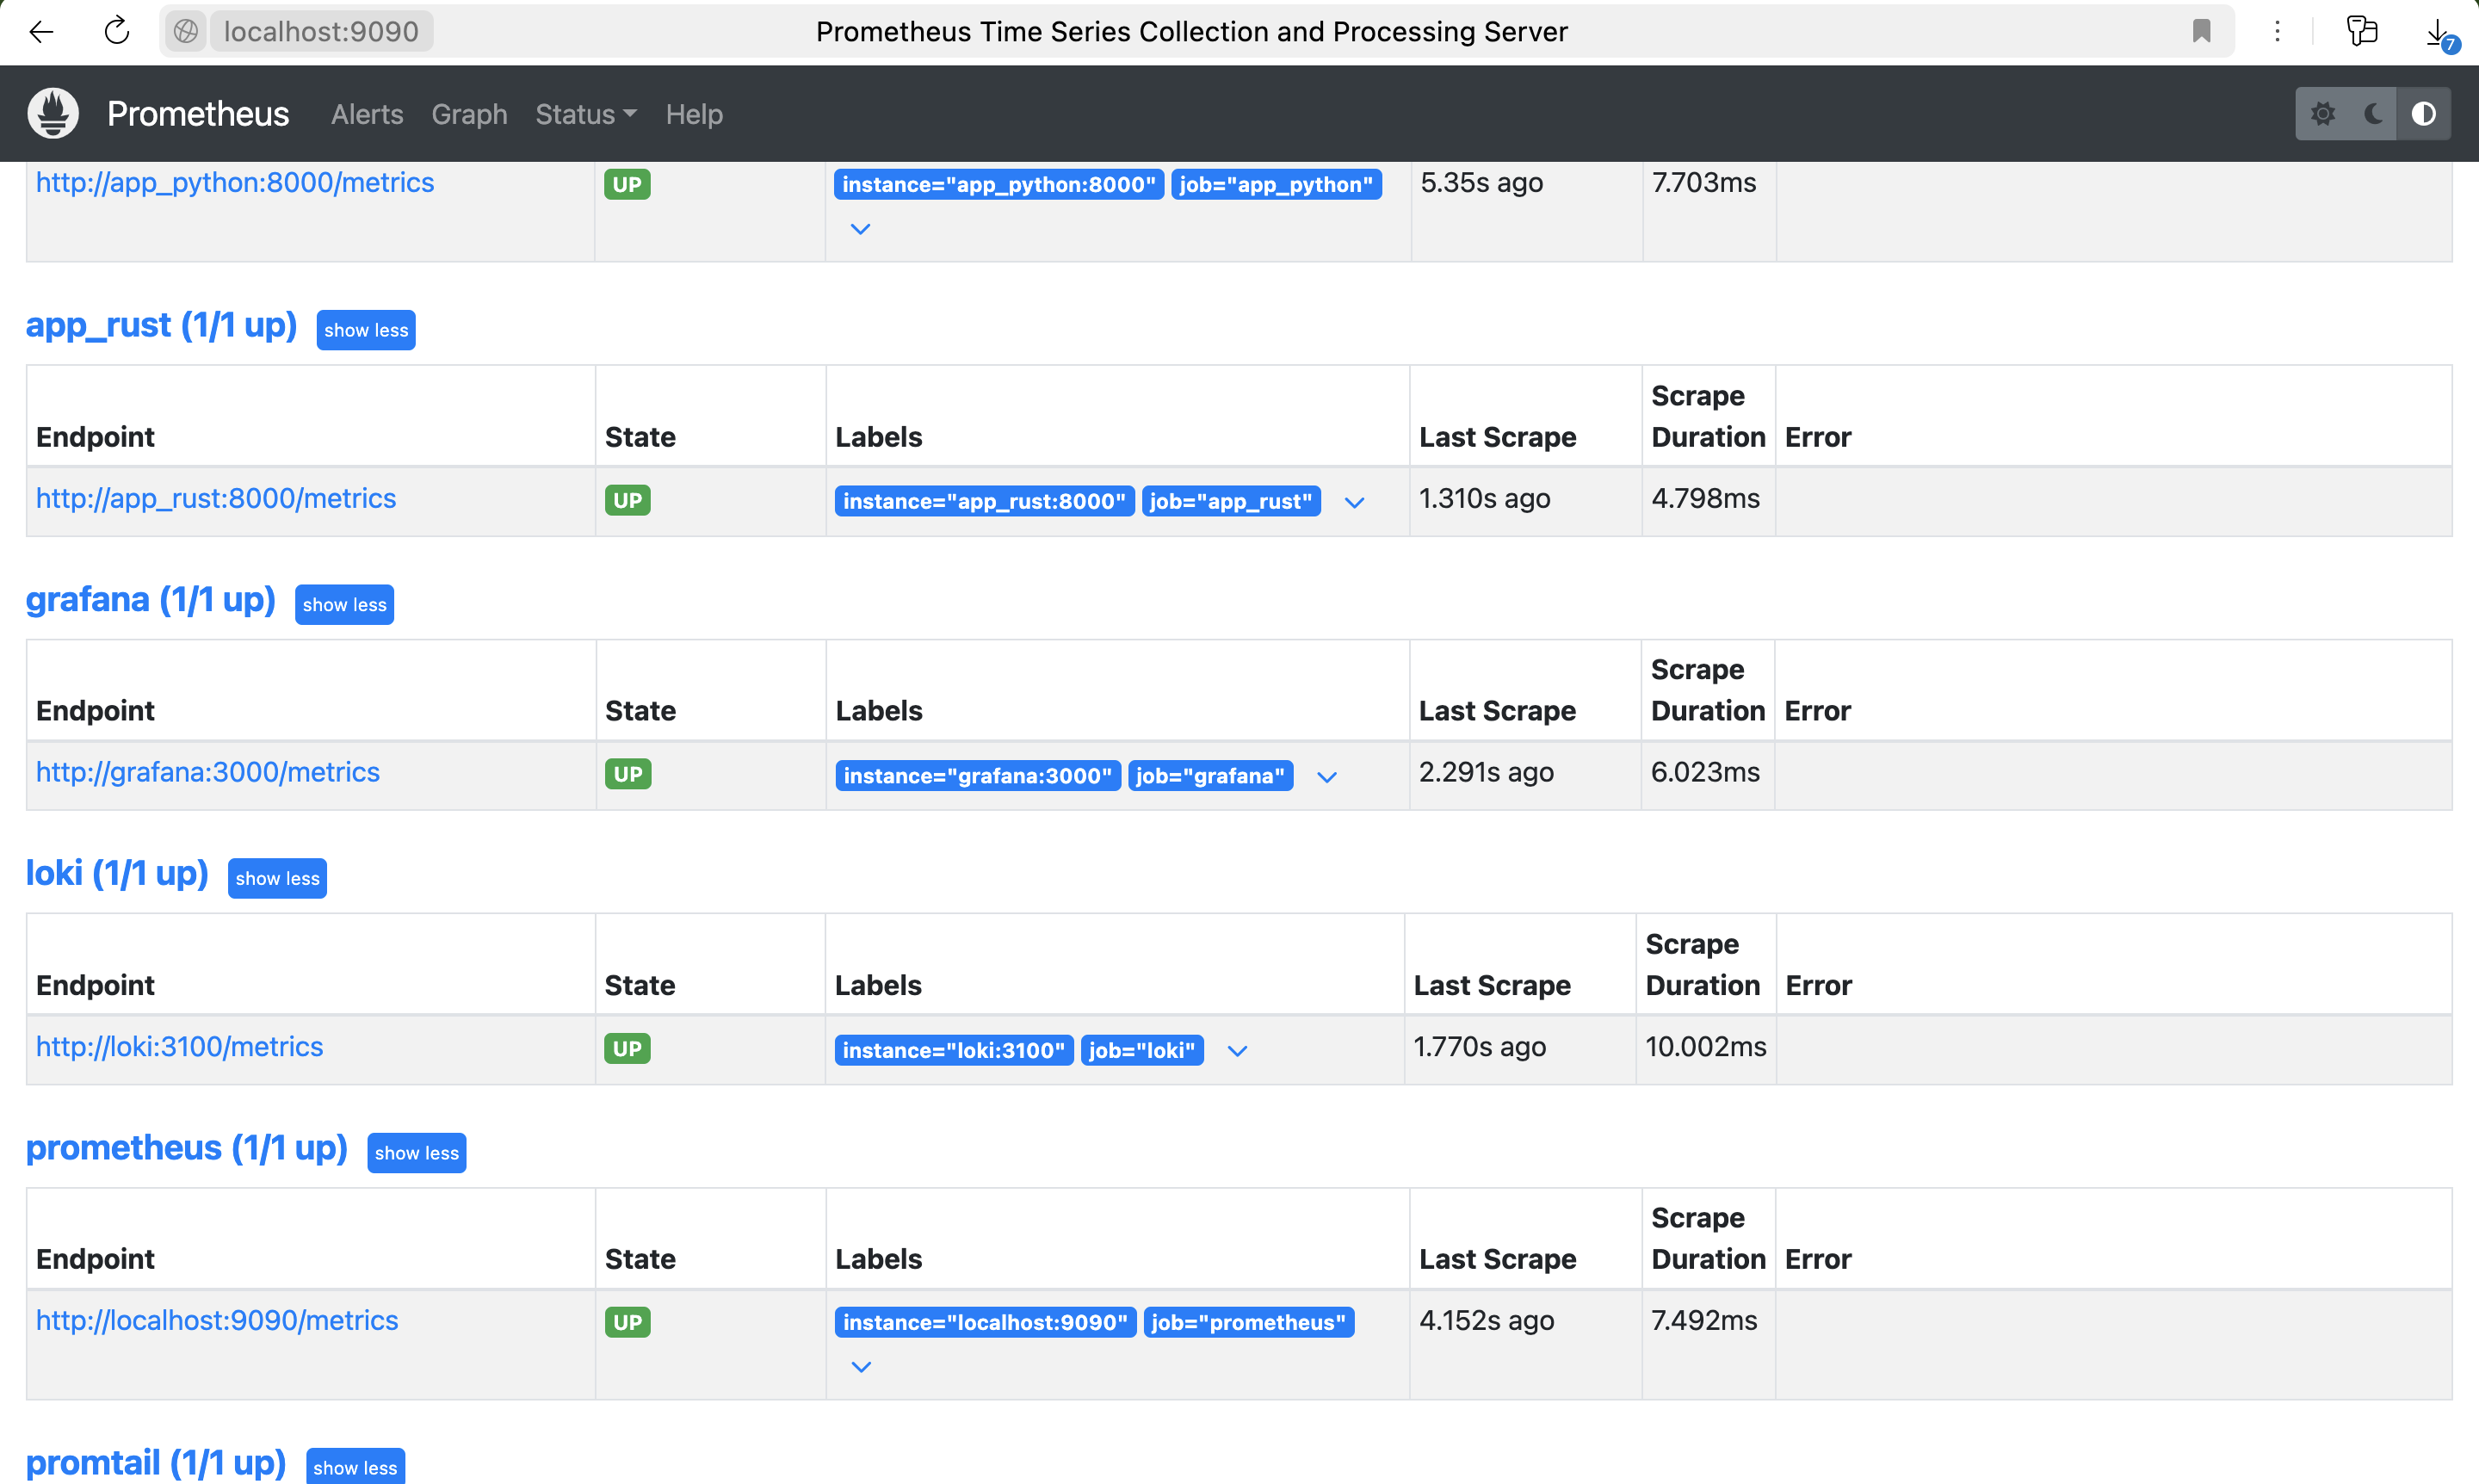 localhost:9090
Prometheus Time Series Collection and Processing Server
7
Prometheus Alerts Graph Status Help
http://app_python:8000/metrics UP instance="app_python:8000" job="app_python" 5.35s ago 7.703ms
app_rust (1/1 up) show less
Endpoint State Labels Last Scrape Scrape Duration Error
http://app_rust:8000/metrics UP instance="app_rust:8000" job="app_rust" 1.310s ago 4.798ms
grafana (1/1 up) show less
Endpoint State Labels Last Scrape Scrape Duration Error
http://grafana:3000/metrics UP instance="grafana:3000" job="grafana" 2.291s ago 6.023ms
loki (1/1 up) show less
Endpoint State Labels Last Scrape Scrape Duration Error
http://loki:3100/metrics UP instance="loki:3100" job="loki" 1.770s ago 10.002ms
prometheus (1/1 up) show less
Endpoint State Labels Last Scrape Scrape Duration Error
http://localhost:9090/metrics UP instance="localhost:9090" job="prometheus" 4.152s ago 7.492ms
promtail (1/1 up) show less